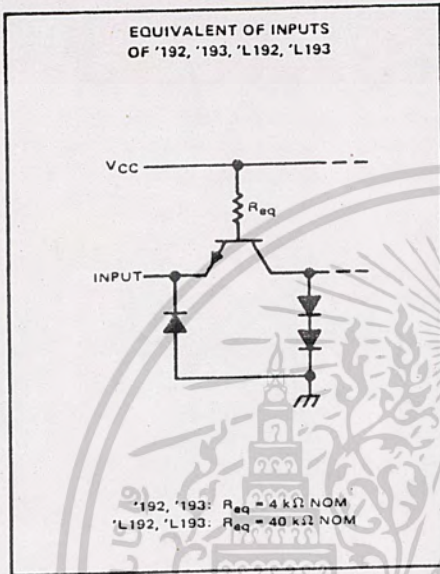 EQUIVALENT OF INPUTS
OF '192, '193, 'L192, 'L193
VCC
Req
INPUT
'192, '193: Req = 4 kΩ NOM
'L192, 'L193: Req = 40 kΩ NOM